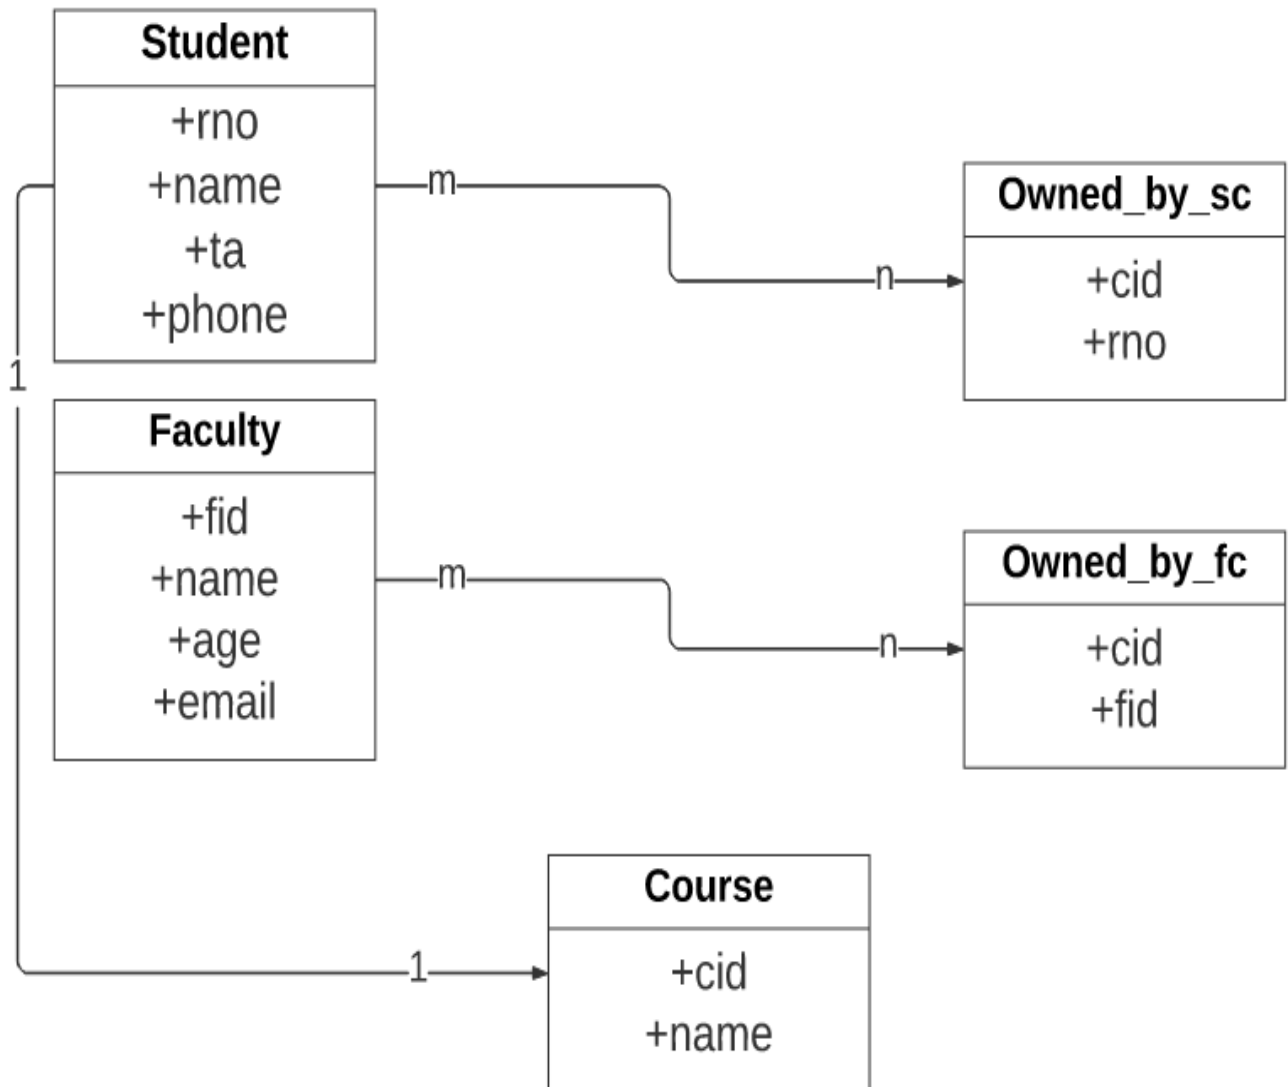 Student
+rno
+name
+ta
+phone
m
n
Owned_by_sc
+cid
+rno
1
Faculty
+fid
+name
+age
+email
m
n
Owned_by_fc
+cid
+fid
1
Course
+cid
+name